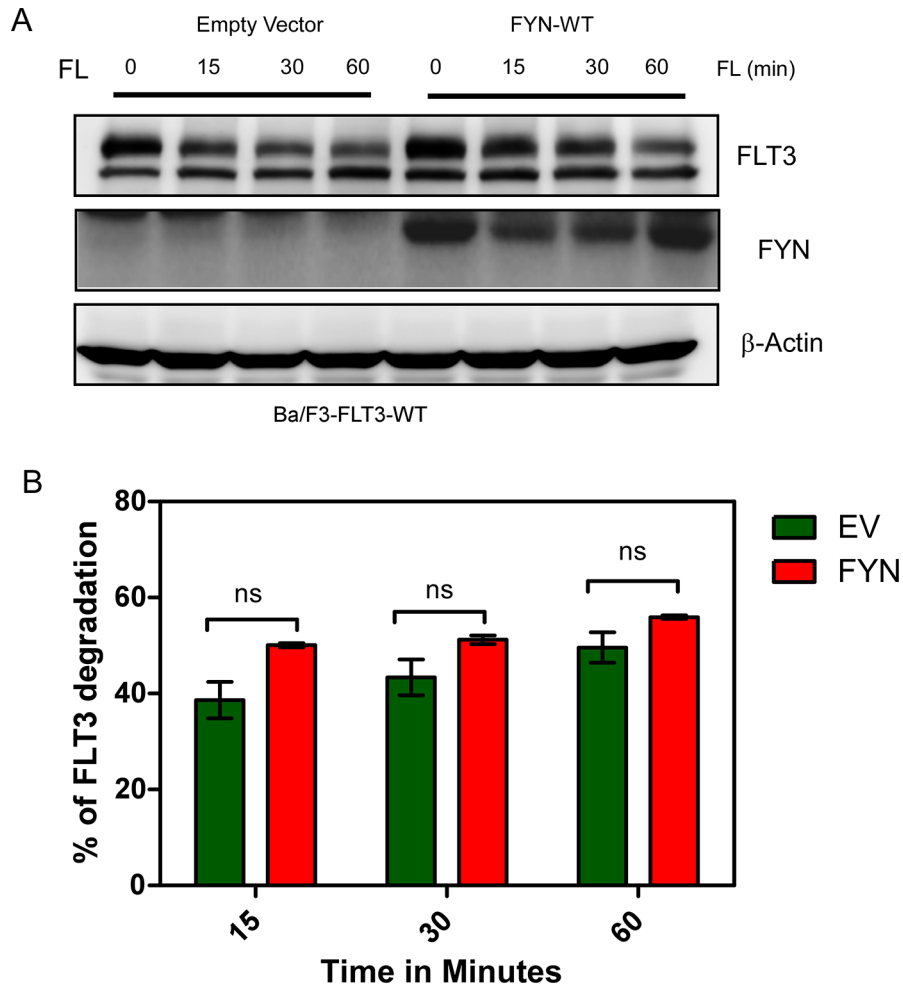 A
Empty Vector FYN-WT
FL 0 15 30 60 0 15 30 60 FL (min)
FLT3
FYN
β-Actin
Ba/F3-FLT3-WT
B
% of FLT3 degradation
80
60
40
20
0
ns
ns
ns
15 30 60
Time in Minutes
EV
FYN